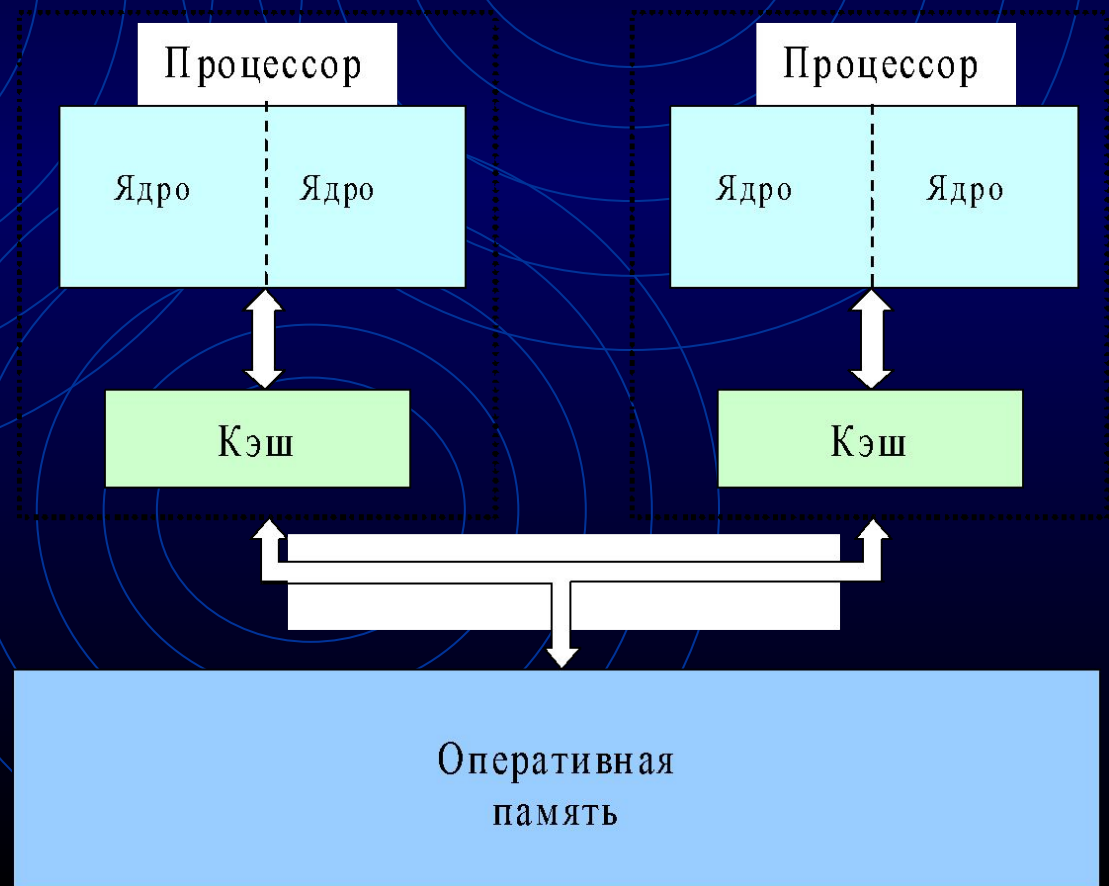 Процессор
Процессор
Ядро
Ядро
Ядро
Ядро
Кэш
Кэш
Оперативная
память